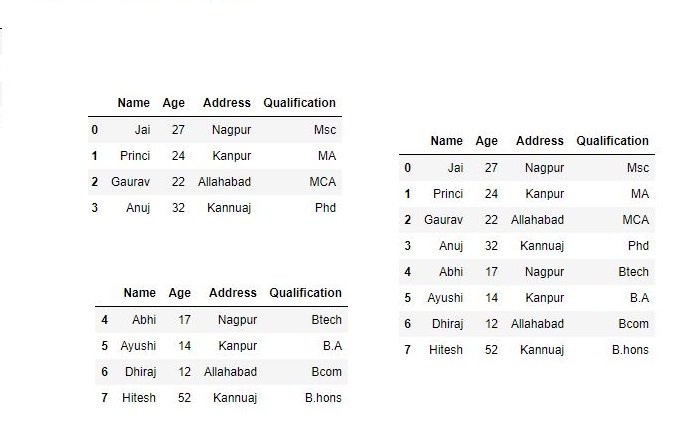 Name Age Address Qualification
0 Jai 27 Nagpur Msc
1 Princi 24 Kanpur MA
2 Gaurav 22 Allahabad MCA
3 Anuj 32 Kannuaj Phd
Name Age Address Qualification
4 Abhi 17 Nagpur Btech
5 Ayushi 14 Kanpur B.A
6 Dhiraj 12 Allahabad Bcom
7 Hitesh 52 Kannuaj B.hons
Name Age Address Qualification
0 Jai 27 Nagpur Msc
1 Princi 24 Kanpur MA
2 Gaurav 22 Allahabad MCA
3 Anuj 32 Kannuaj Phd
4 Abhi 17 Nagpur Btech
5 Ayushi 14 Kanpur B.A
6 Dhiraj 12 Allahabad Bcom
7 Hitesh 52 Kannuaj B.hons